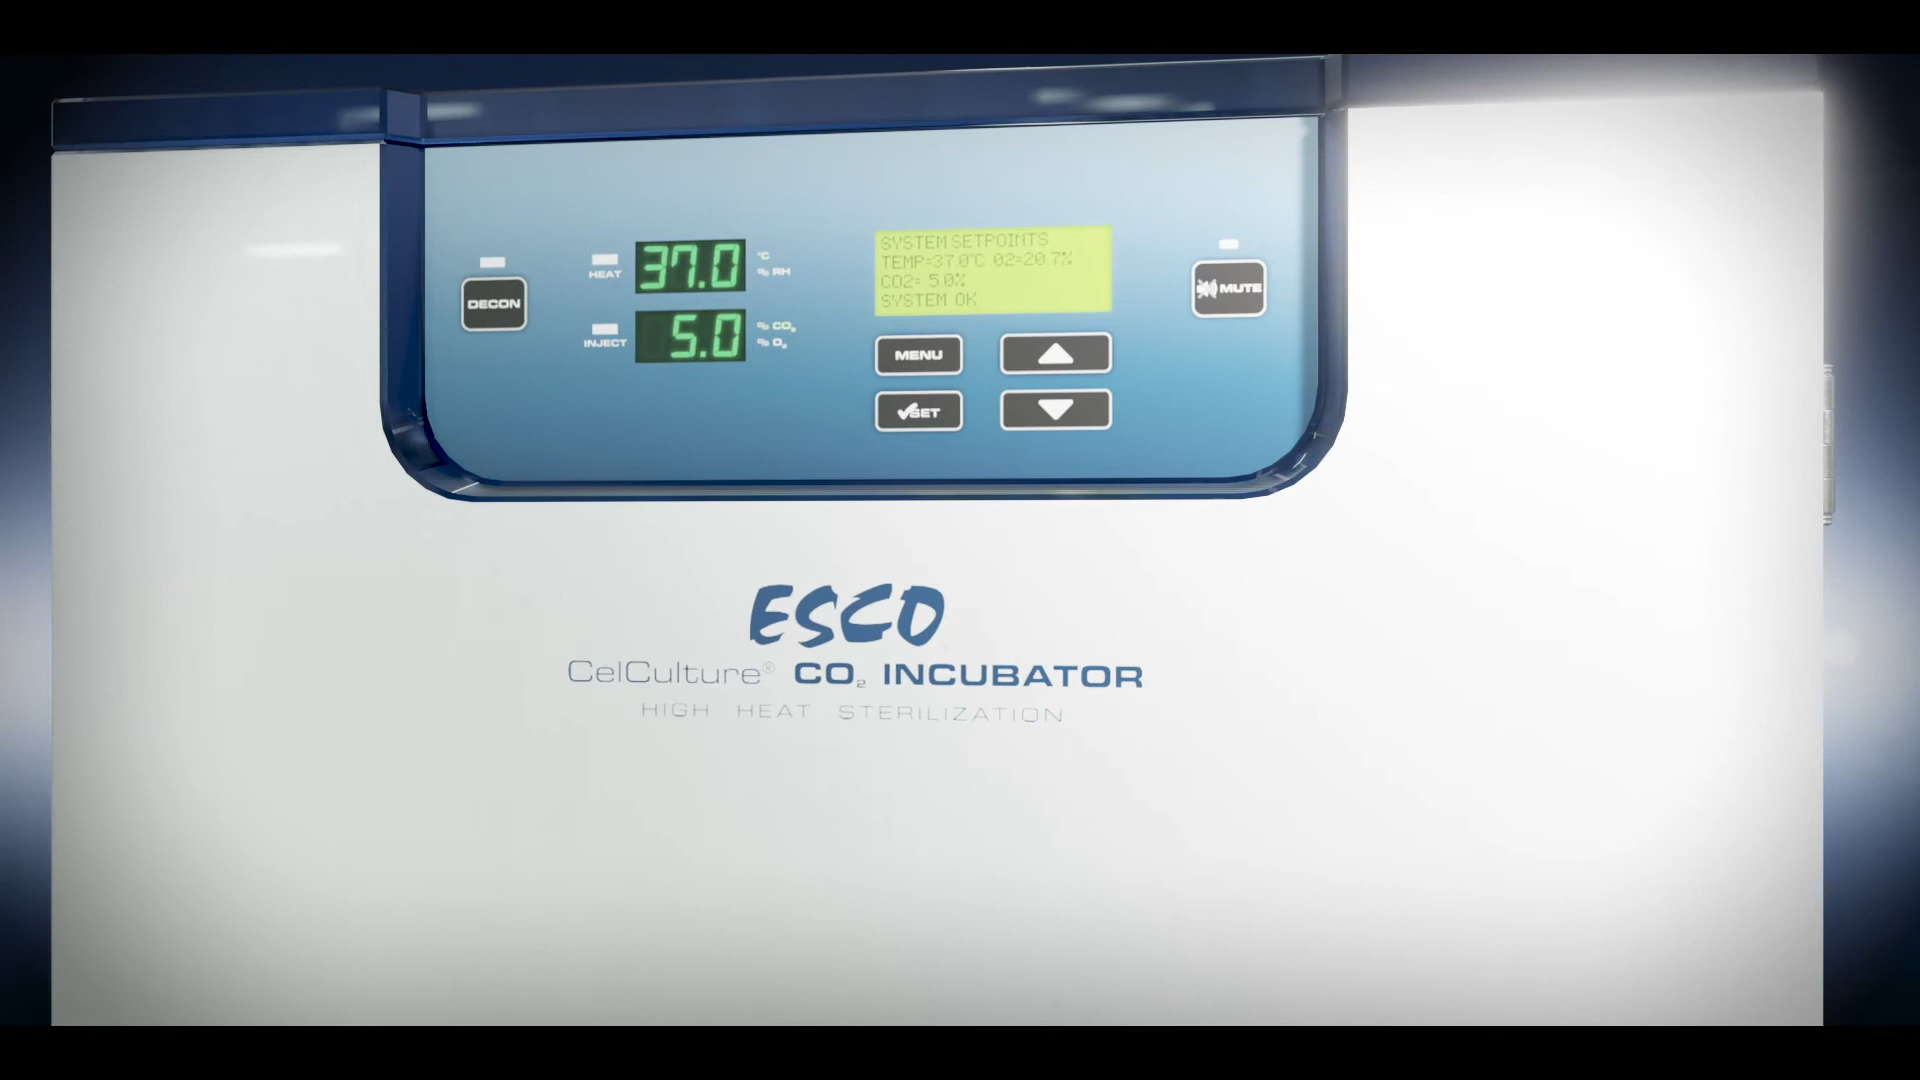 DECON
HEAT
37.0
°C
% RH
INJECT
5.0
% CO₂
% O₂
SYSTEM SETPOINTS
TEMP=37.0°C O2=20.7%
CO2= 5.0%
SYSTEM OK
MENU
SET
MUTE
ESCO
CelCulture® CO₂ INCUBATOR
HIGH HEAT STERILIZATION